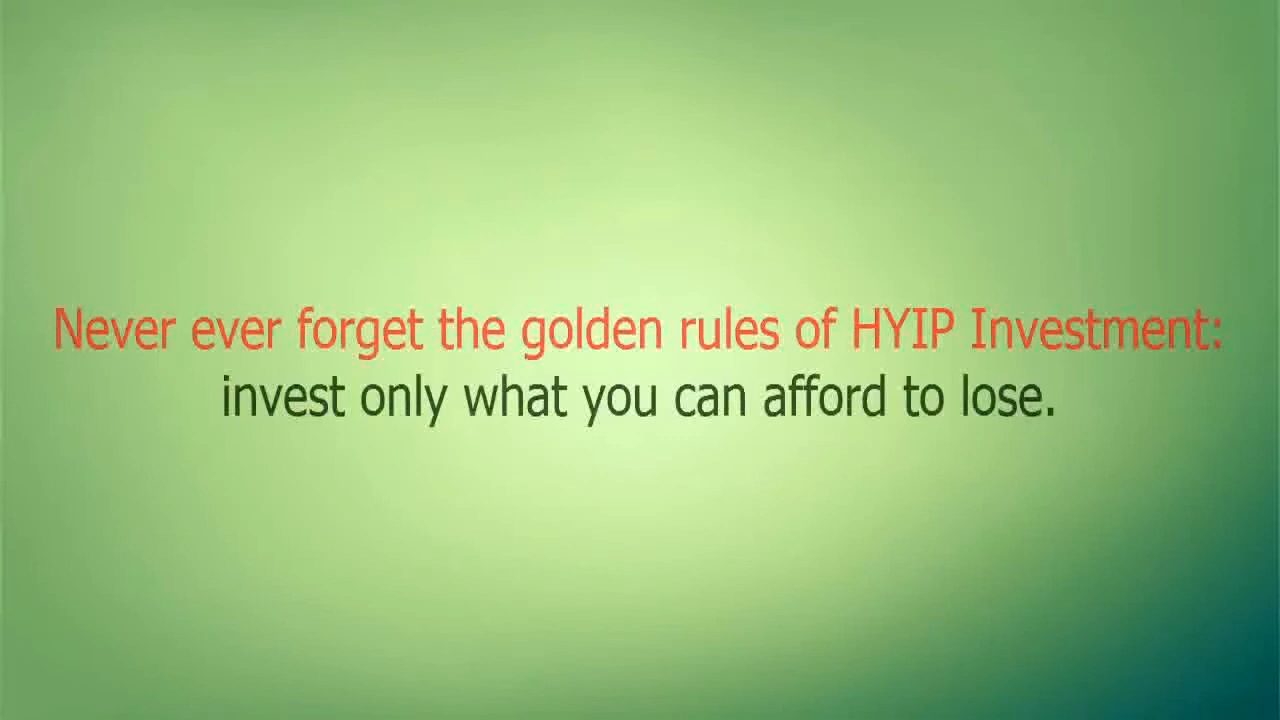 Never ever forget the golden rules of HYIP Investment:
invest only what you can afford to lose.